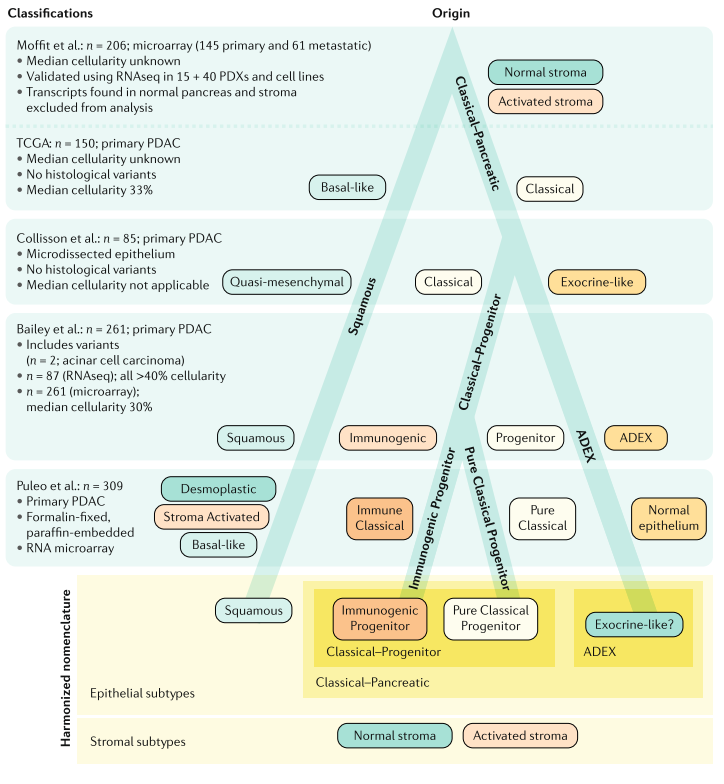 Classifications
Origin
Moffit et al.: n = 206; microarray (145 primary and 61 metastatic)
• Median cellularity unknown
• Validated using RNAseq in 15 + 40 PDXs and cell lines
• Transcripts found in normal pancreas and stroma
excluded from analysis
Normal stroma
Activated stroma
Classical–Pancreatic
TCGA: n = 150; primary PDAC
• Median cellularity unknown
• No histological variants
• Median cellularity 33%
Basal-like
Classical
Collisson et al.: n = 85; primary PDAC
• Microdissected epithelium
• No histological variants
• Median cellularity not applicable
Quasi-mesenchymal
Classical
Exocrine-like
Squamous
Classical–Progenitor
Bailey et al.: n = 261; primary PDAC
• Includes variants
(n = 2; acinar cell carcinoma)
• n = 87 (RNAseq); all >40% cellularity
• n = 261 (microarray);
median cellularity 30%
Squamous
Immunogenic
Progenitor
ADEX
ADEX
Immunogenic Progenitor
Pure Classical Progenitor
Puleo et al.: n = 309
• Primary PDAC
• Formalin-fixed,
paraffin-embedded
• RNA microarray
Desmoplastic
Stroma Activated
Basal-like
Immune
Classical
Pure
Classical
Normal
epithelium
Harmonized nomenclature
Squamous
Immunogenic
Progenitor
Pure Classical
Progenitor
Exocrine-like?
Classical–Progenitor
ADEX
Classical–Pancreatic
Epithelial subtypes
Stromal subtypes
Normal stroma
Activated stroma